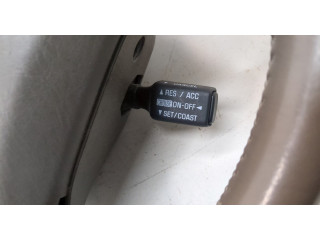 ▲ RES / ACC
ON-OFF ◄
▼ SET/COAST